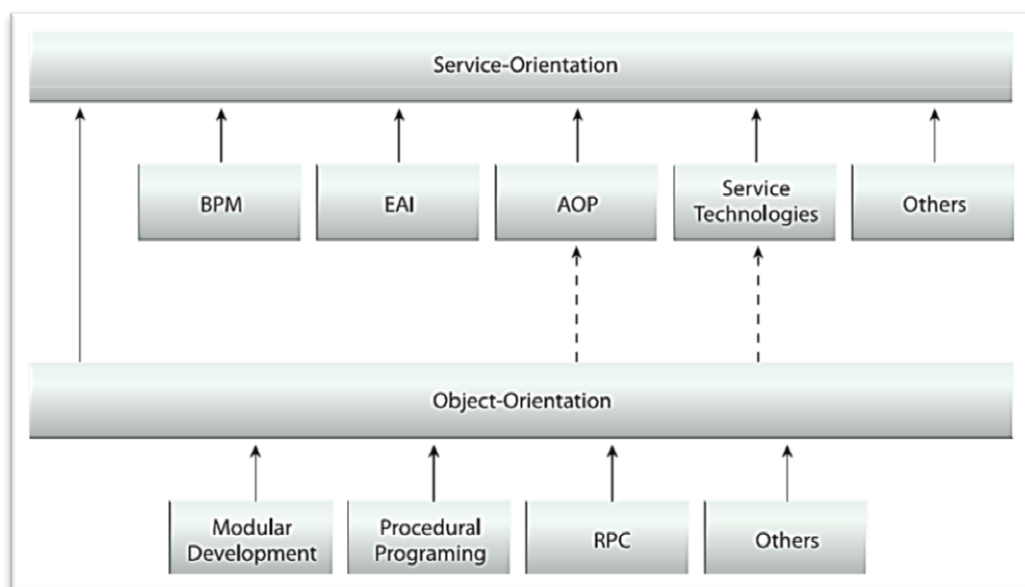 Service-Orientation
BPM
EAI
AOP
Service
Technologies
Others
Object-Orientation
Modular
Development
Procedural
Programing
RPC
Others